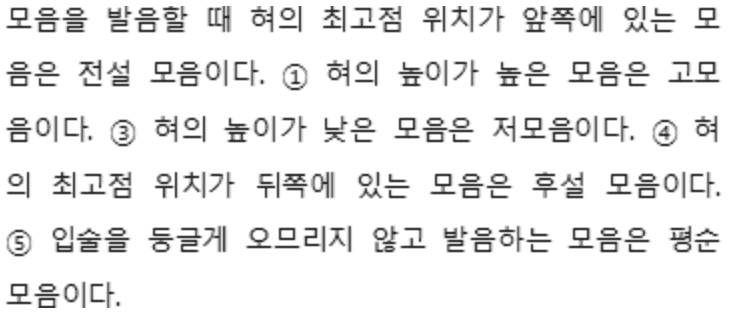 모음을 발음할 때 혀의 최고점 위치가 앞쪽에 있는 모
음은 전설 모음이다. ① 혀의 높이가 높은 모음은 고모
음이다. ③ 혀의 높이가 낮은 모음은 저모음이다. ④ 혀
의 최고점 위치가 뒤쪽에 있는 모음은 후설 모음이다.
⑤ 입술을 둥글게 오므리지 않고 발음하는 모음은 평순
모음이다.